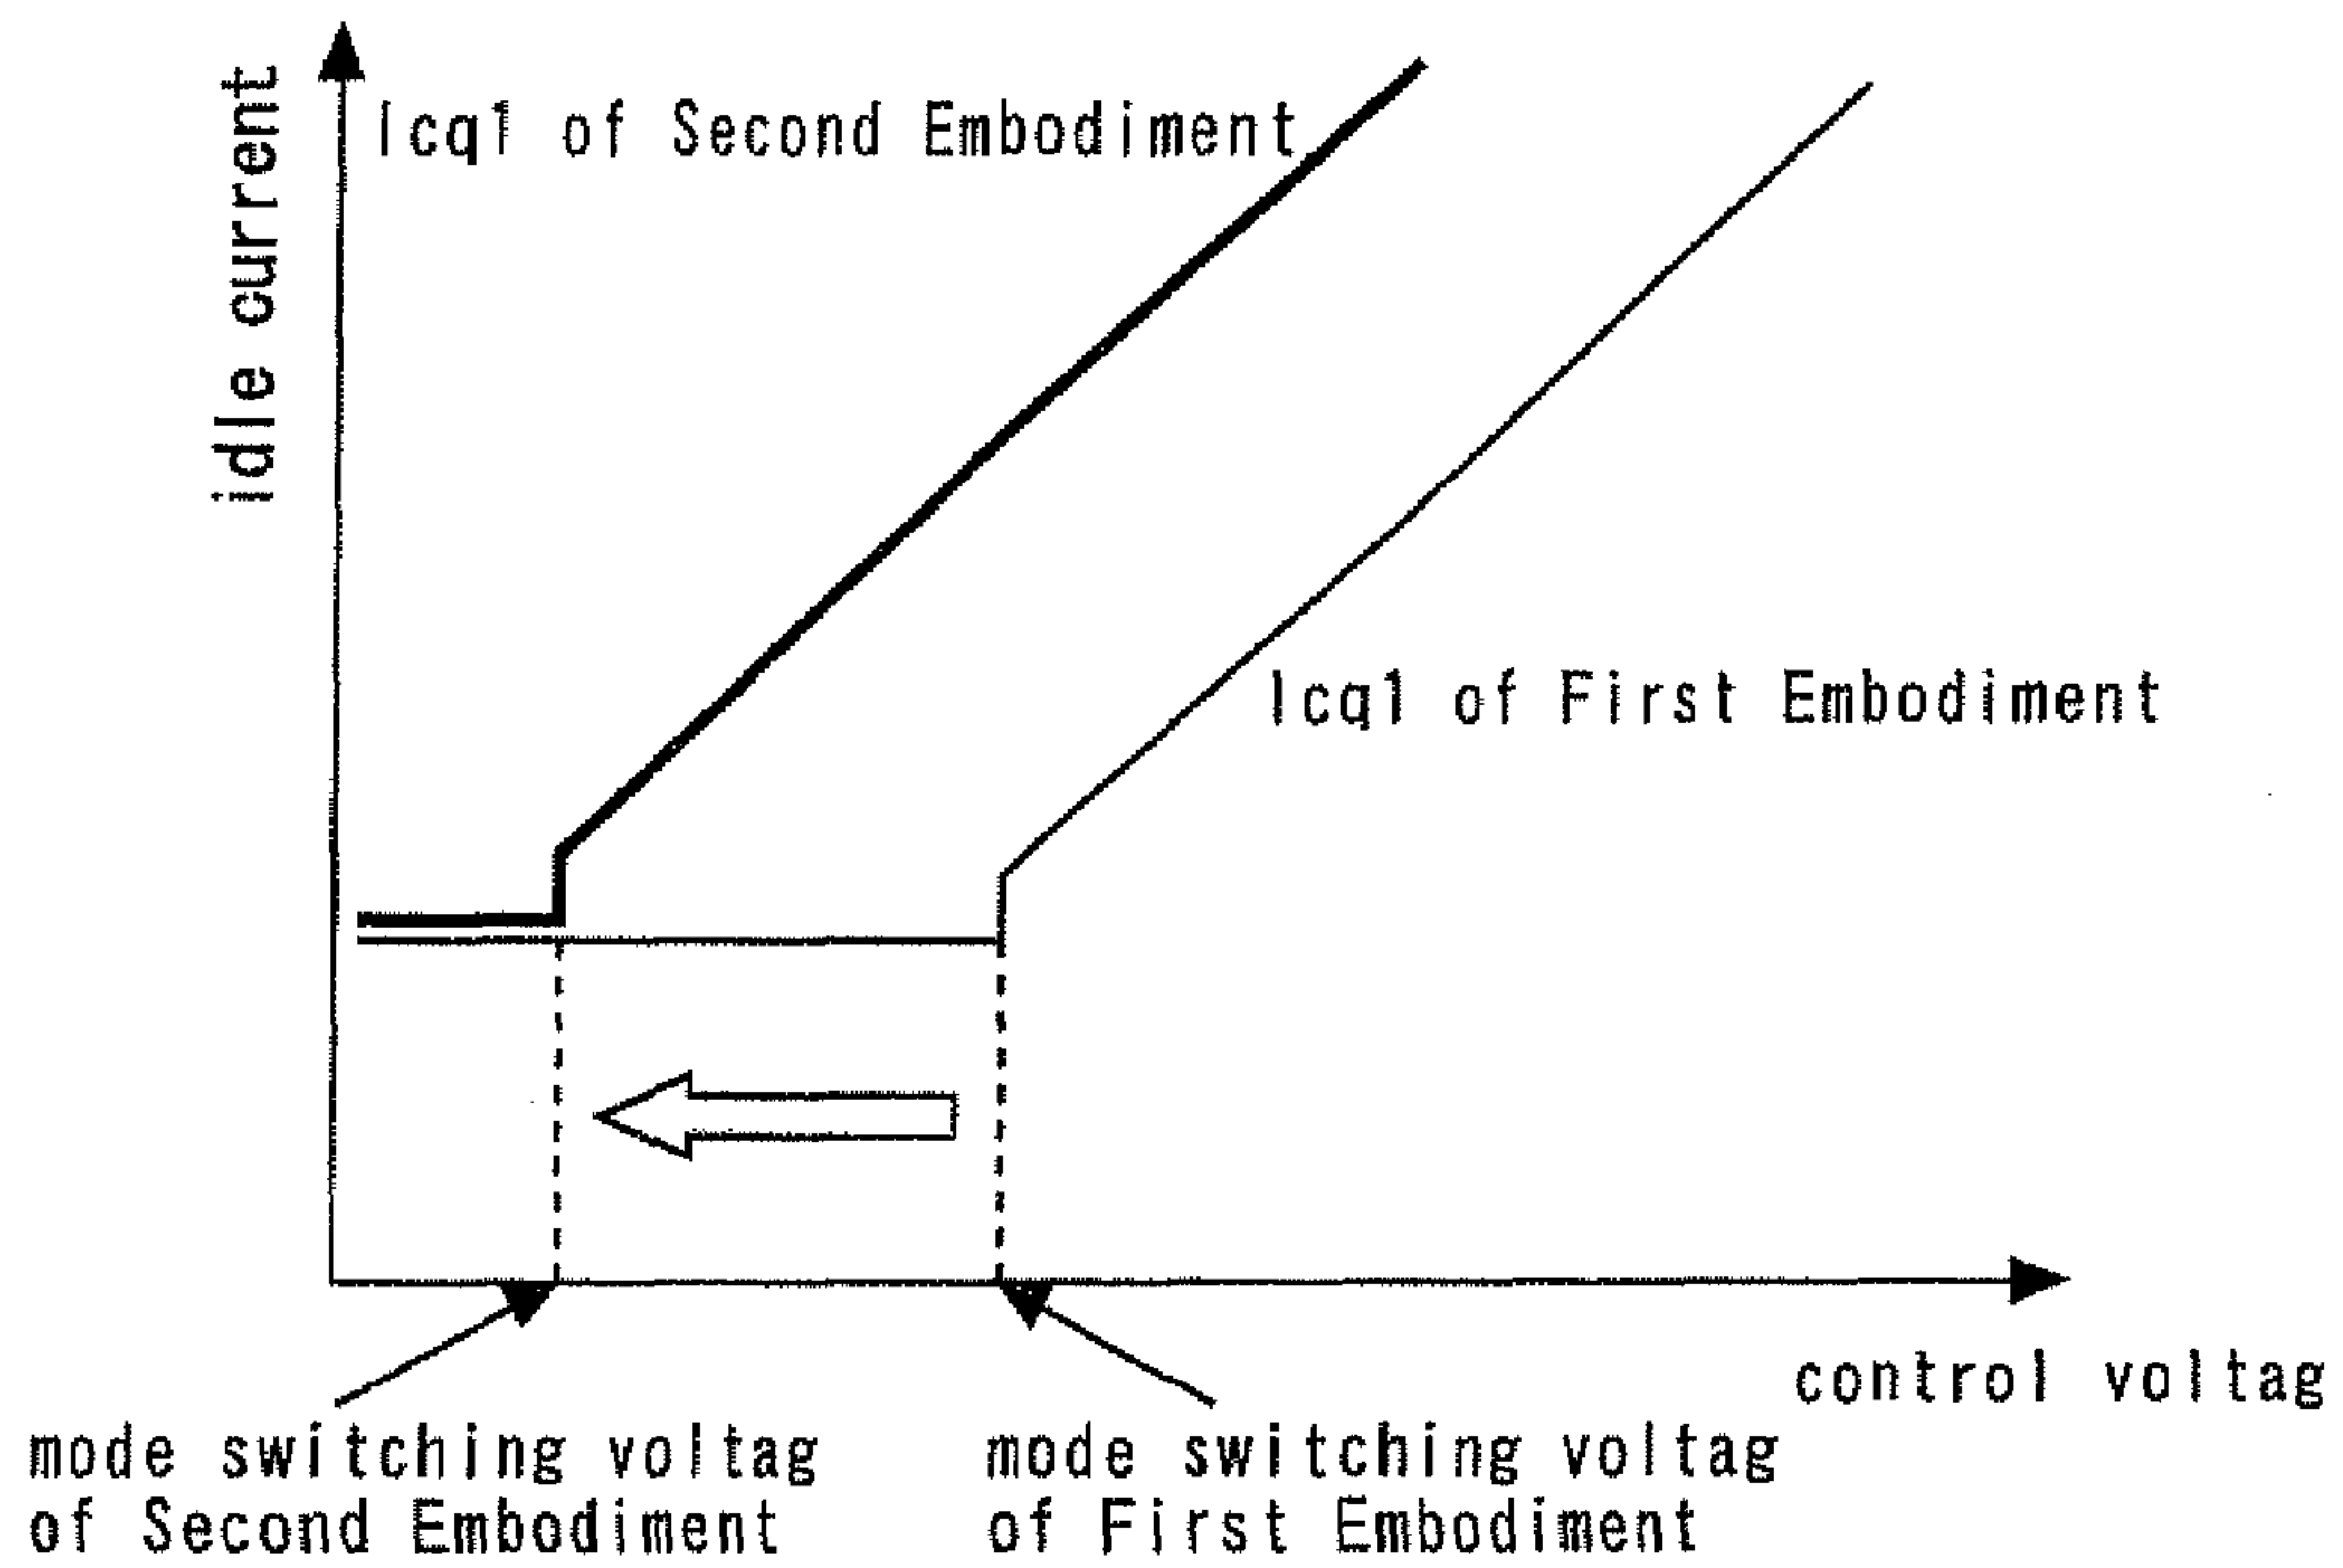 idle current
Icq1 of Second Embodiment
Icq1 of First Embodiment
control voltag
mode switching voltag
of Second Embodiment
mode switching voltag
of First Embodiment